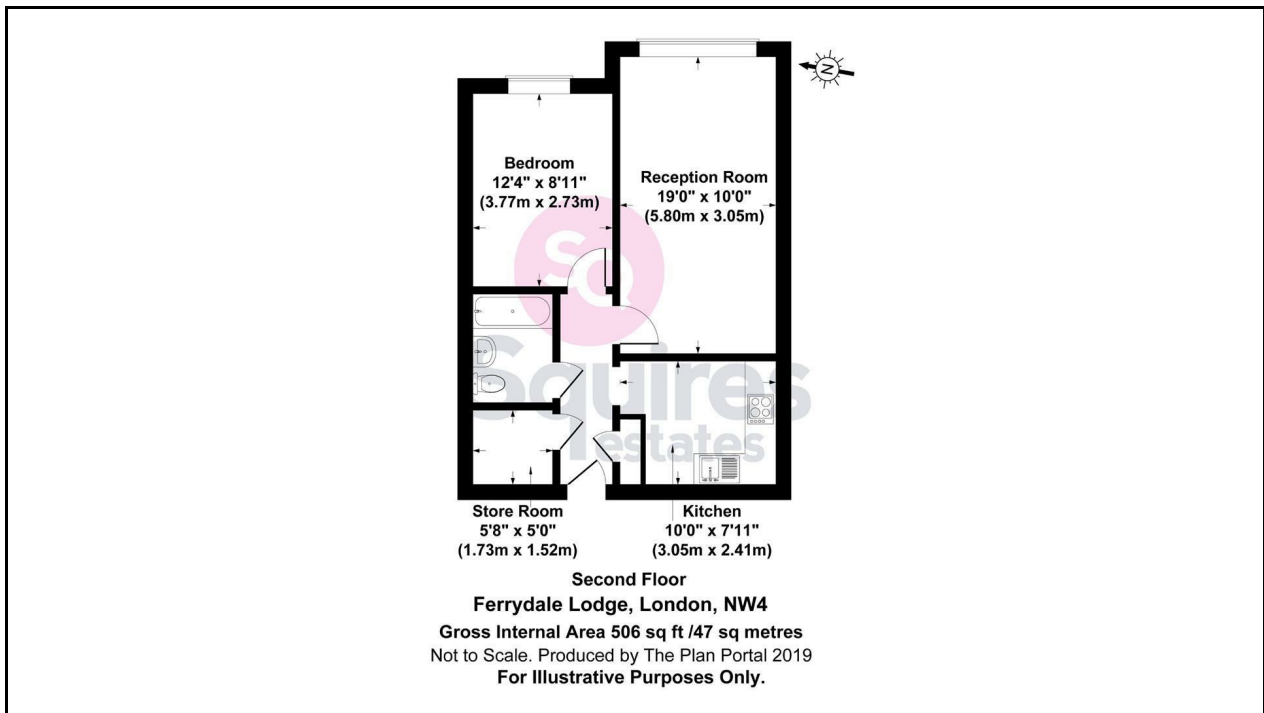 N
Bedroom
12'4" x 8'11"
(3.77m x 2.73m)
Reception Room
19'0" x 10'0"
(5.80m x 3.05m)
SQ
Squires
estates
Store Room
5'8" x 5'0"
(1.73m x 1.52m)
Kitchen
10'0" x 7'11"
(3.05m x 2.41m)
Second Floor
Ferrydale Lodge, London, NW4
Gross Internal Area 506 sq ft /47 sq metres
Not to Scale. Produced by The Plan Portal 2019
For Illustrative Purposes Only.